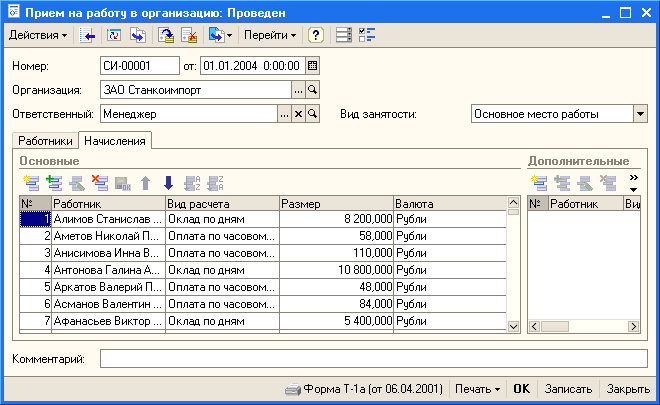 Прием на работу в организацию: Проведен
Действия Перейти
Номер: СИ-00001 от: 01.01.2004 0:00:00
Организация: ЗАО Станкоимпорт ...
Ответственный: Менеджер ... Вид занятости: Основное место работы
Работники Начисления
Основные Дополнительные
№ Работник Вид расчета Размер Валюта № Работник Вид
1 Алимов Станислав ... Оклад по дням 8 200,000 Рубли
2 Аметов Николай П... Оплата по часовом... 58,000 Рубли
3 Анисимова Инна В... Оплата по часовом... 110,000 Рубли
4 Антонова Галина А... Оклад по дням 10 800,000 Рубли
5 Аркатов Валерий П... Оплата по часовом... 48,000 Рубли
6 Асманов Валентин ... Оплата по часовом... 84,000 Рубли
7 Афанасьев Виктор ... Оклад по дням 5 400,000 Рубли
Комментарий:
Форма Т-1а (от 06.04.2001) Печать OK Записать Закрыть